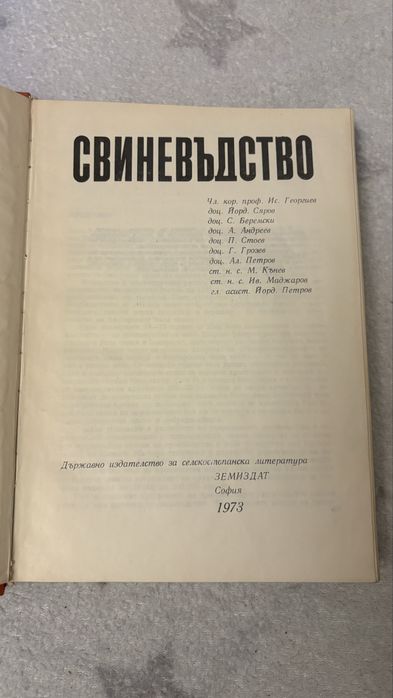 СВИНЕВЪДСТВО
Чл. кор. проф. Ис. Георгиев
доц. Йорд. Сяров
доц. С. Беремски
доц. А. Андреев
доц. П. Стоев
доц. Г. Грозев
доц. Ал. Петров
ст. н. с. М. Кънев
ст. н. с. Ив. Маджаров
гл. асист. Йорд. Петров
Държавно издателство за селскостопанска литература
ЗЕМИЗДАТ
София
1973